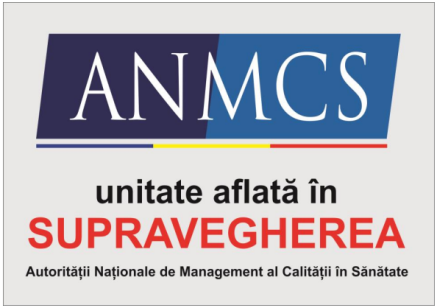 ANMCS
unitate aflată în
SUPRAVEGHEREA
Autorității Naționale de Management al Calității în Sănătate